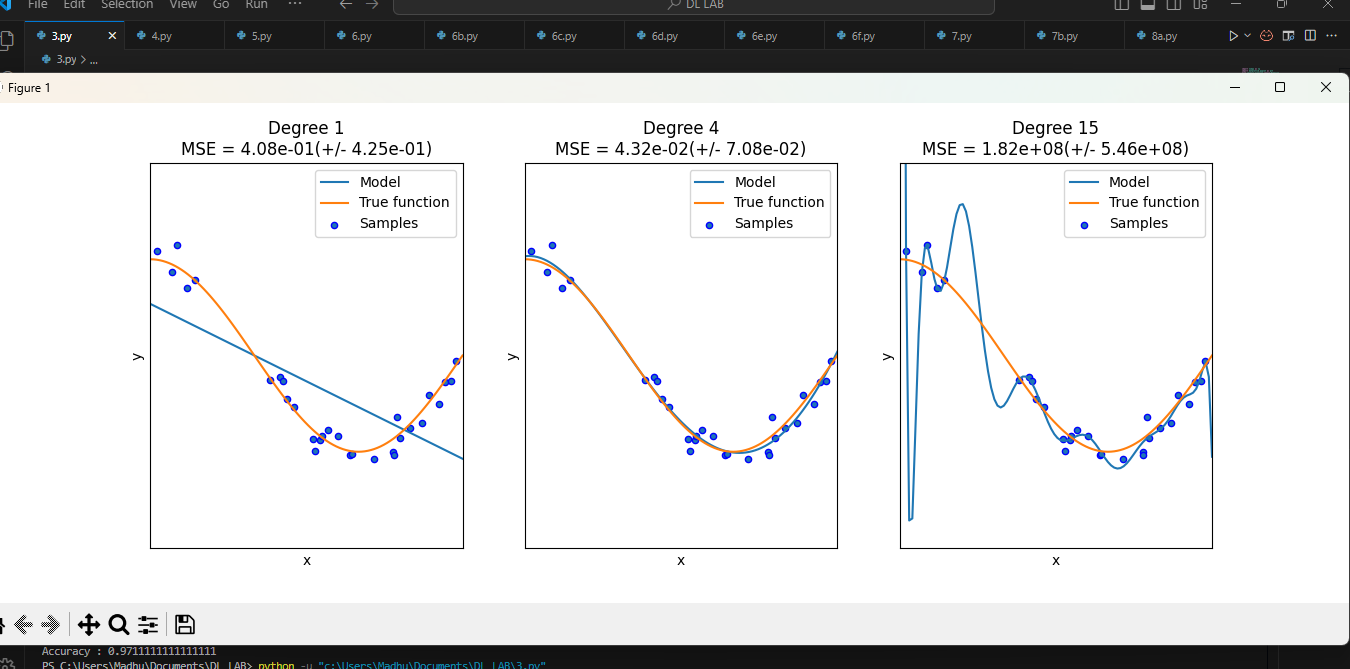 File Edit Selection View Go Run ··· DL LAB
3.py 4.py 5.py 6.py 6b.py 6c.py 6d.py 6e.py 6f.py 7.py 7b.py 8a.py
3.py > ...
Figure 1
Degree 1
MSE = 4.08e-01(+/- 4.25e-01)
Model
True function
Samples
y
x
Degree 4
MSE = 4.32e-02(+/- 7.08e-02)
Model
True function
Samples
y
x
Degree 15
MSE = 1.82e+08(+/- 5.46e+08)
Model
True function
Samples
y
x
Accuracy : 0.9711111111111111
PS C:\Users\Madhu\Documents\DL LAB> python -u "c:\Users\Madhu\Documents\DL LAB\3.py"